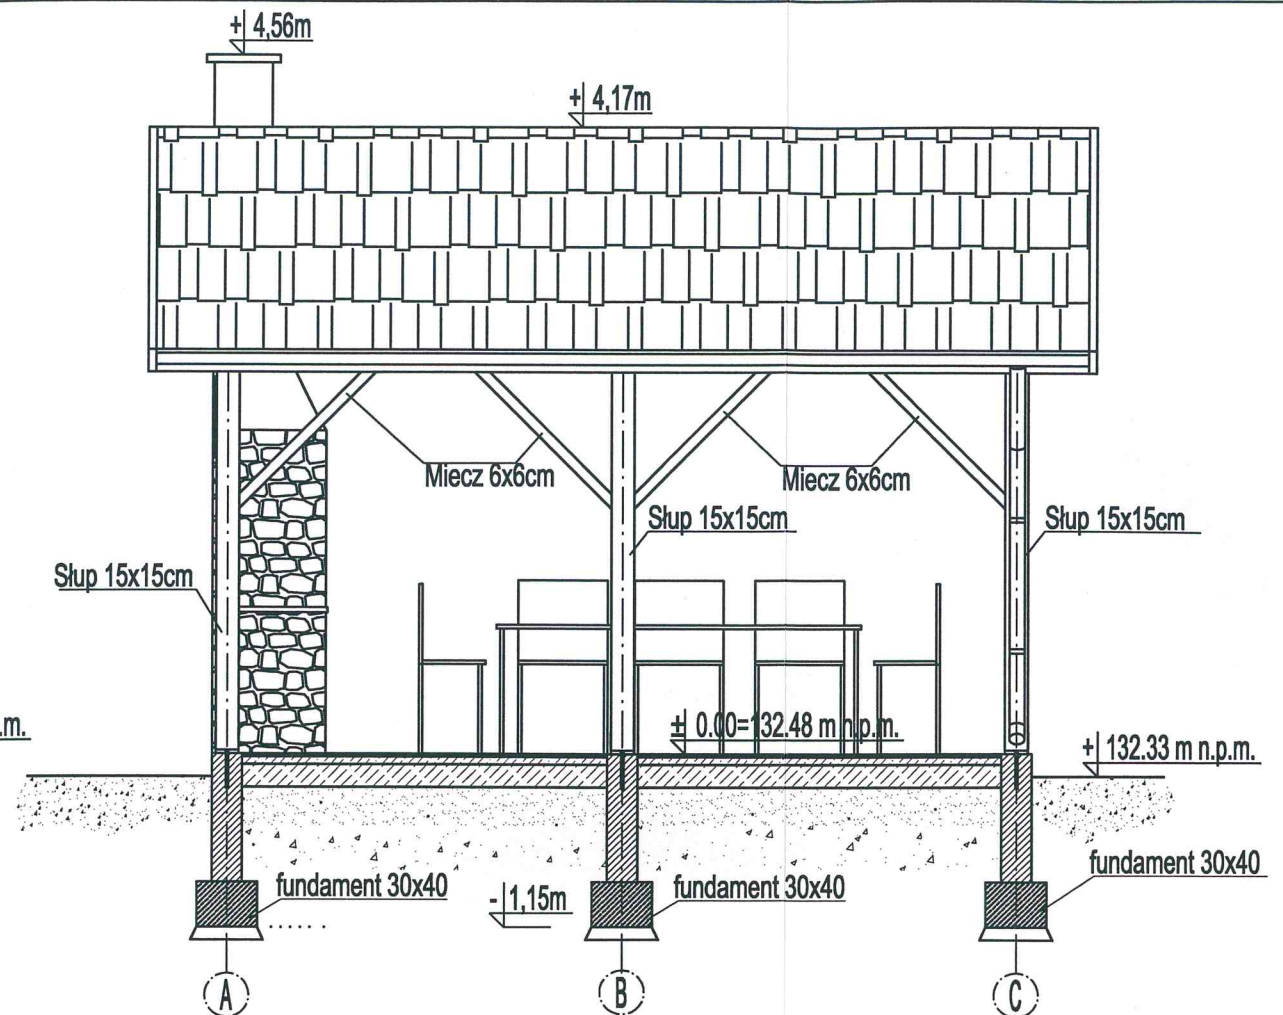 + 4,56m
+ 4,17m
Miecz 6x6cm
Miecz 6x6cm
Słup 15x15cm
Słup 15x15cm
Słup 15x15cm
.m.
± 0.00=132.48 m n.p.m.
+ 132.33 m n.p.m.
fundament 30x40
- 1,15m
fundament 30x40
fundament 30x40
A
B
C